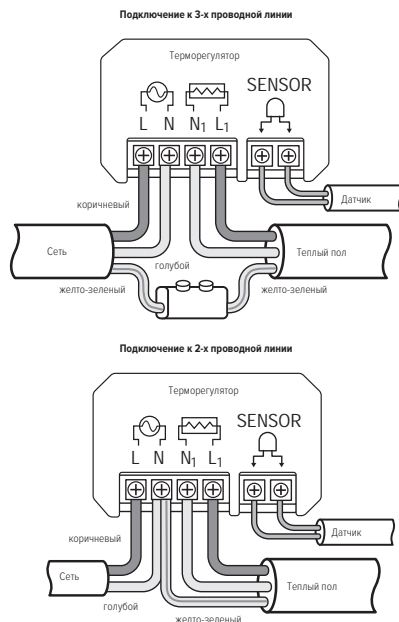 Подключение к 3-х проводной линии
Терморегулятор
SENSOR
L N N1 L1
коричневый
Датчик
Сеть
Теплый пол
голубой
желто-зеленый
желто-зеленый
Подключение к 2-х проводной линии
Терморегулятор
SENSOR
L N N1 L1
коричневый
Датчик
Сеть
Теплый пол
голубой
желто-зеленый